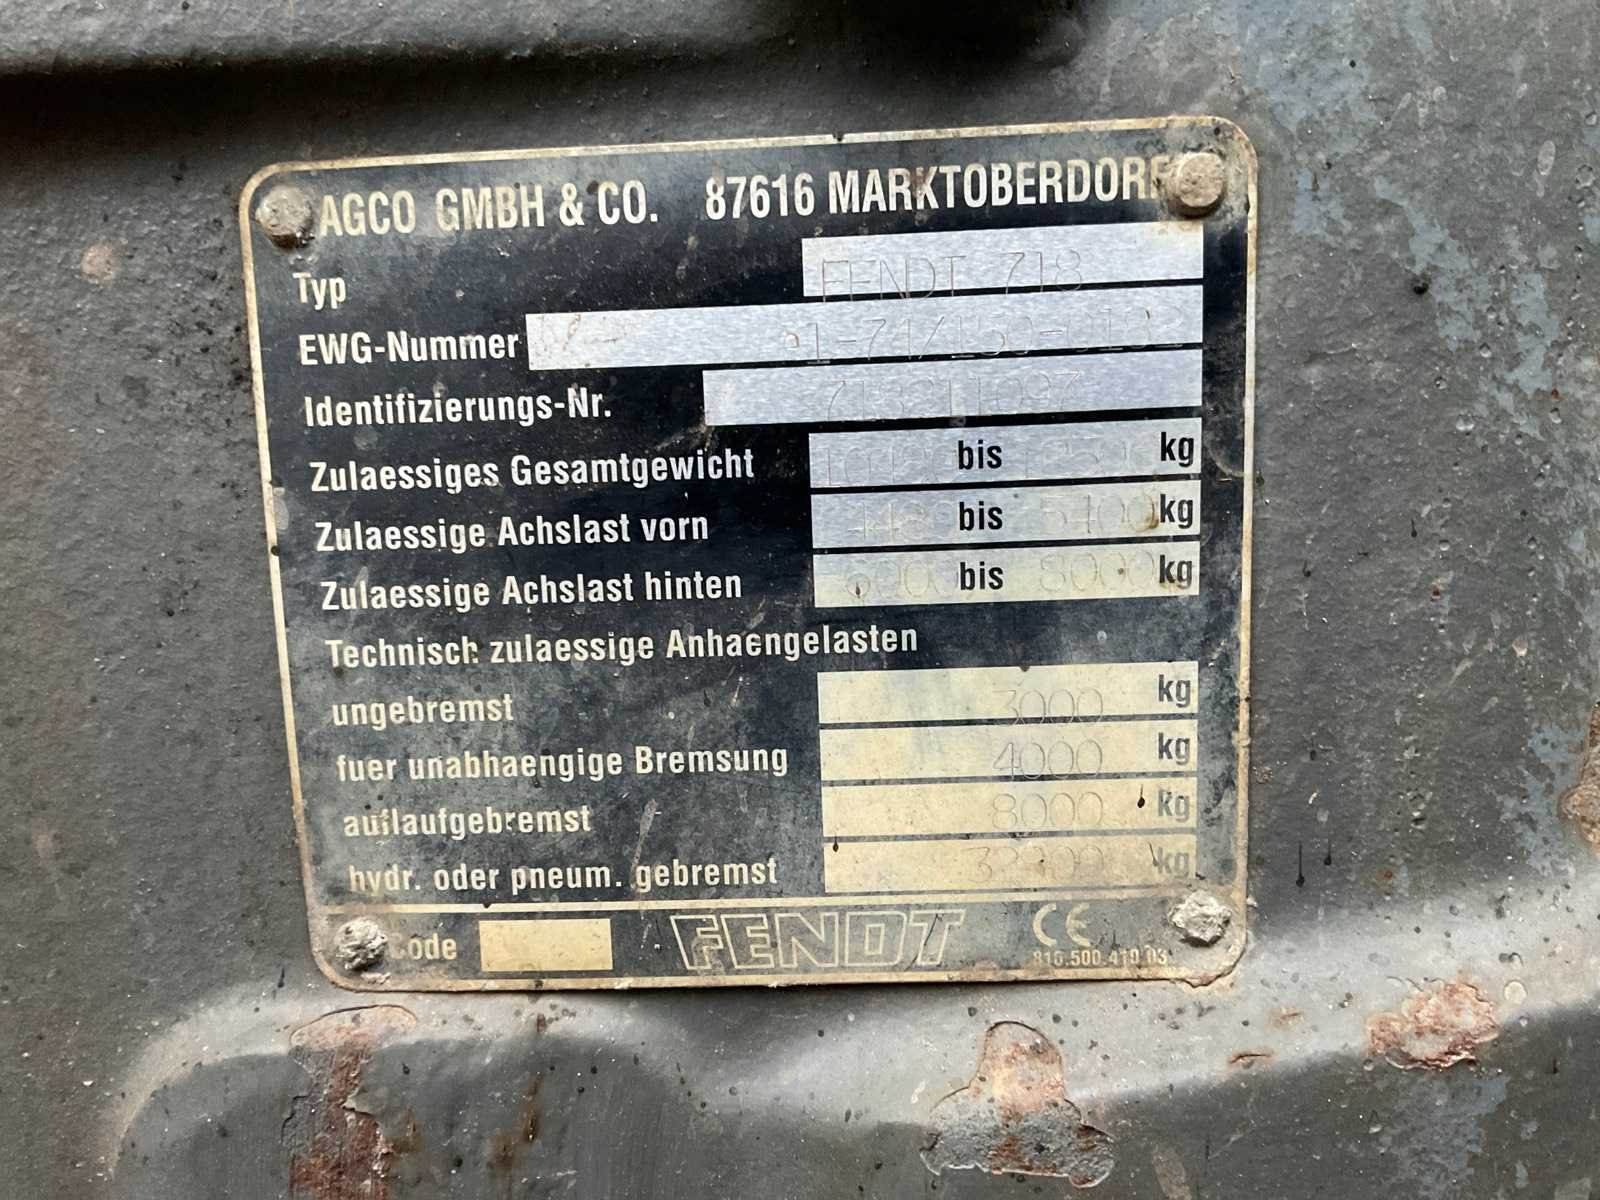 AGCO GMBH & CO. 87616 MARKTOBERDORF
Typ FENDT 718
EWG-Nummer
Identifizierungs-Nr.
Zulaessiges Gesamtgewicht bis kg
Zulaessige Achslast vorn bis 5400 kg
Zulaessige Achslast hinten bis 8000 kg
Technisch zulaessige Anhaengelasten
ungebremst 3000 kg
fuer unabhaengige Bremsung 4000 kg
auflaufgebremst 8000 kg
hydr. oder pneum. gebremst kg
Code FENDT CE